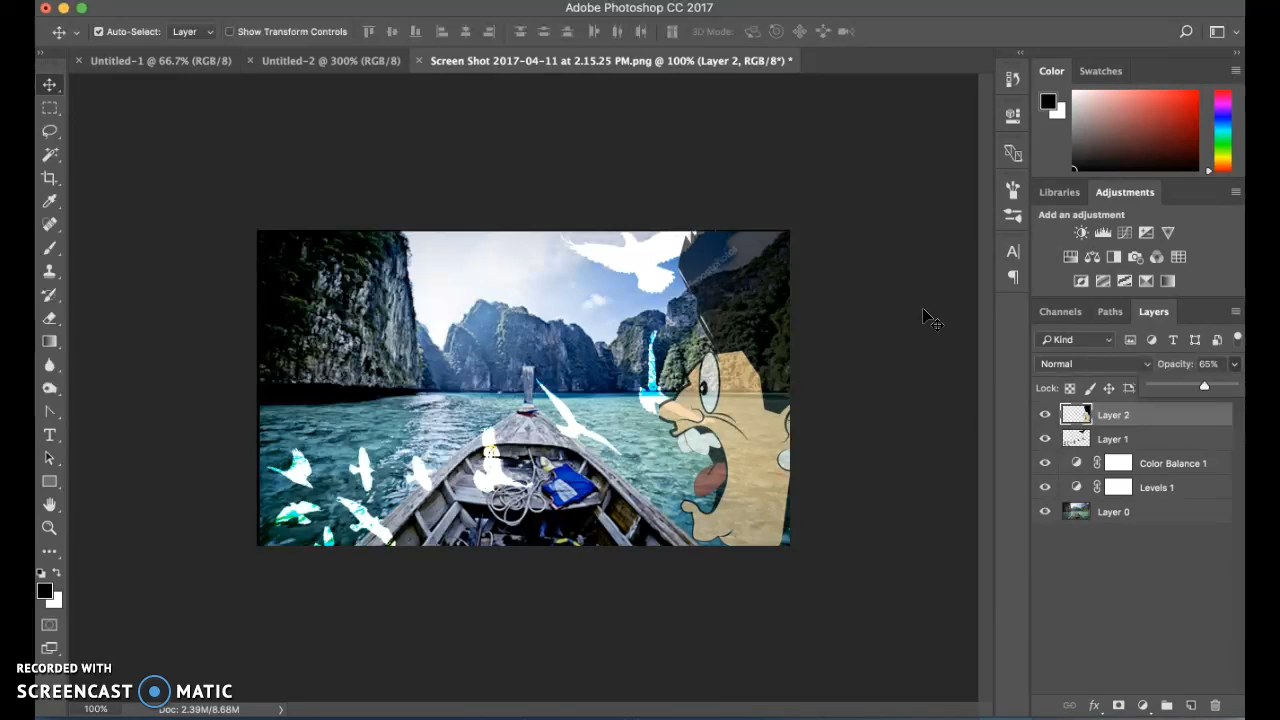 Adobe Photoshop CC 2017
Auto-Select: Layer Show Transform Controls 3D Mode:
Untitled-1 @ 66.7% (RGB/8) Untitled-2 @ 300% (RGB/8) Screen Shot 2017-04-11 at 2.15.25 PM.png @ 100% (Layer 2, RGB/8*) *
Color Swatches
Libraries Adjustments
Add an adjustment
Channels Paths Layers
Kind
Normal Opacity: 65%
Lock:
Layer 2
Layer 1
Color Balance 1
Levels 1
Layer 0
RECORDED WITH
SCREENCAST MATIC
100% Doc: 2.39M/8.68M